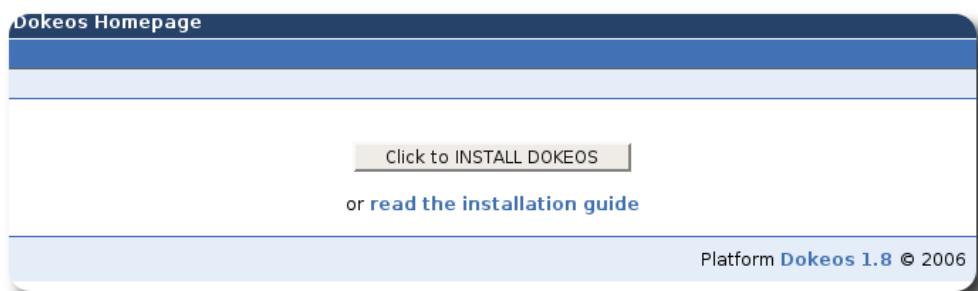 Dokeos Homepage
Click to INSTALL DOKEOS
or read the installation guide
Platform Dokeos 1.8 © 2006